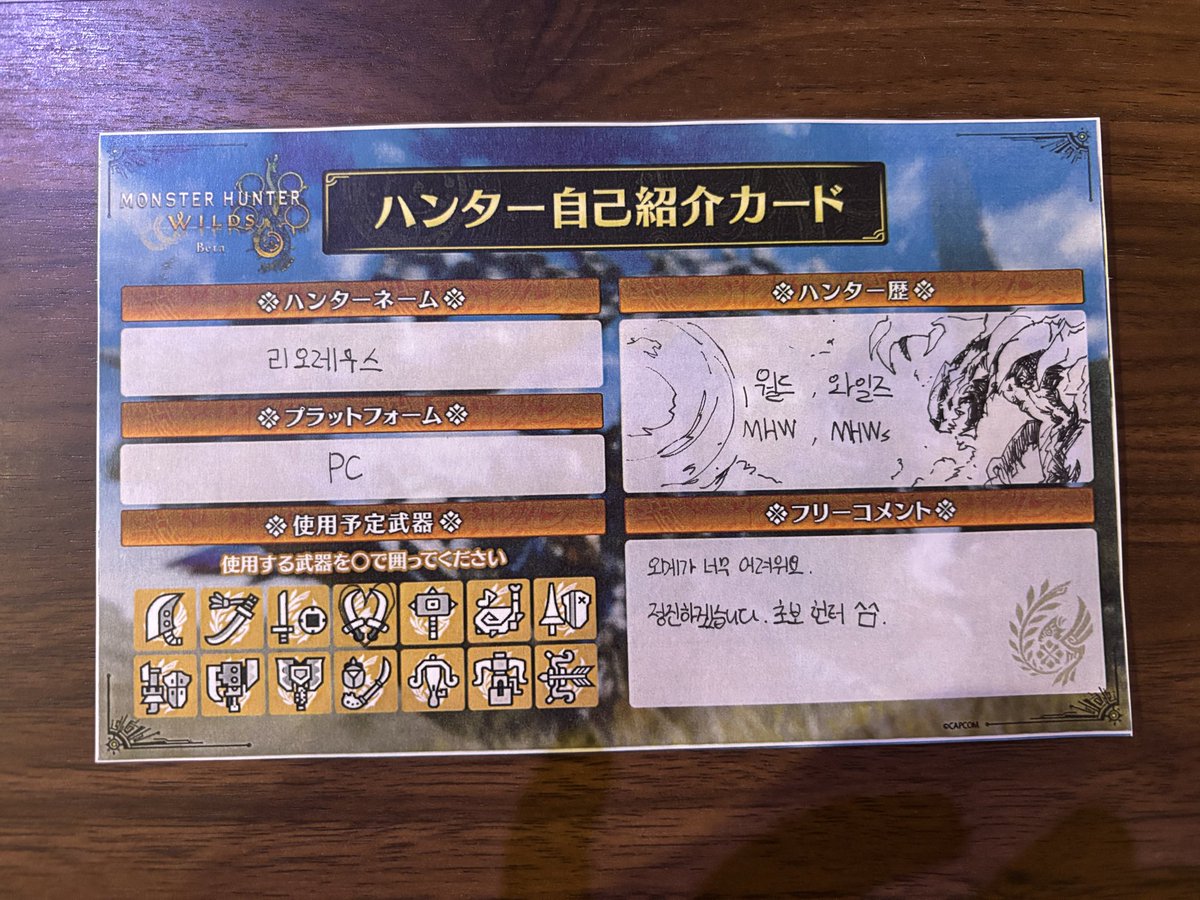 MONSTER HUNTER
WILDS
Beta
ハンター自己紹介カード
※ハンターネーム※
리오레우스
※プラットフォーム※
PC
※使用予定武器※
使用する武器を〇で囲ってください
※ハンター歴※
, 월드 , 와일즈
MHW , MHWs
※フリーコメント※
오메가 너무 어려워요.
정진하겠습니다. 초보 헌터 씀.
©CAPCOM